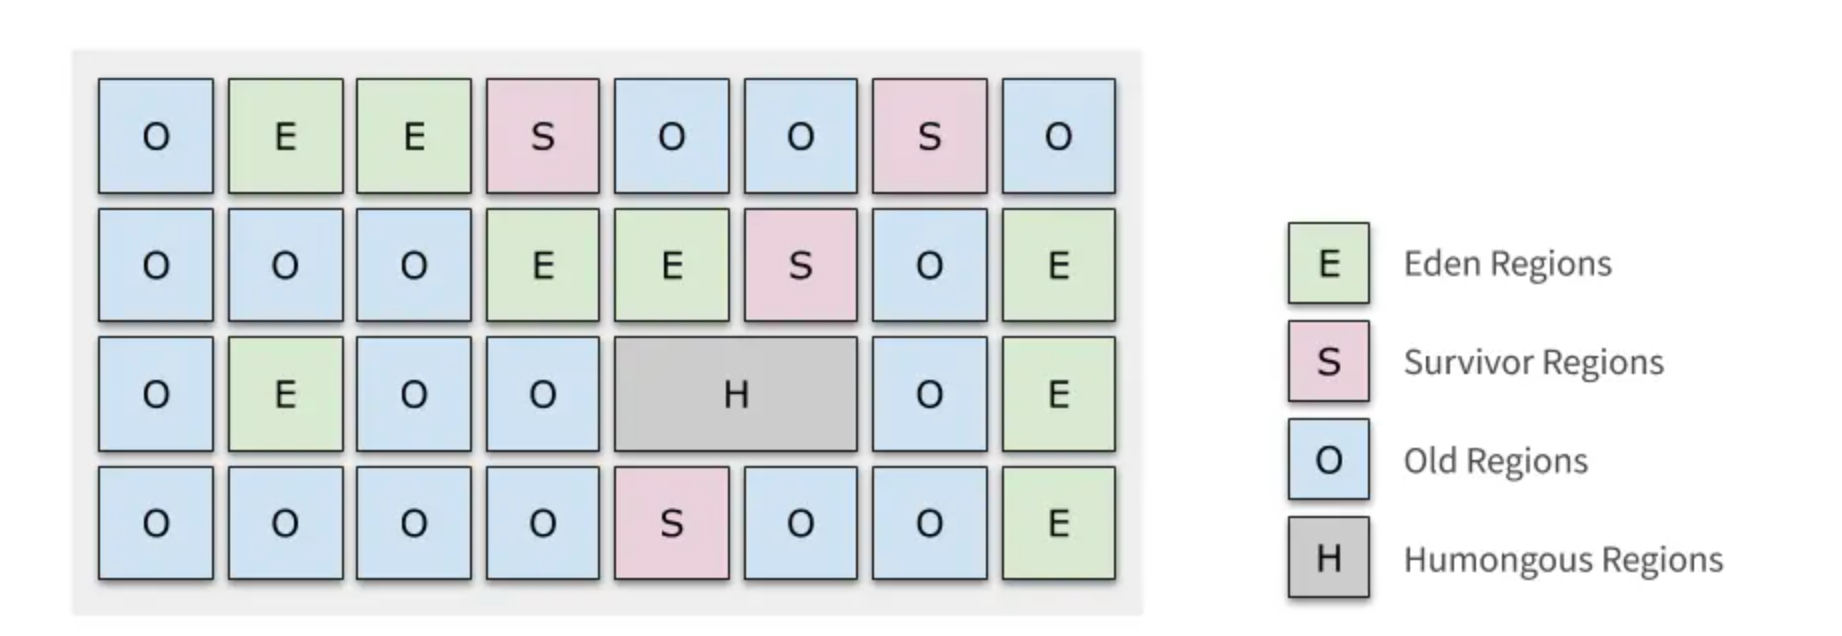 O E E S O O S O
O O O E E S O E
O E O O H O E
O O O O S O O E
E Eden Regions
S Survivor Regions
O Old Regions
H Humongous Regions